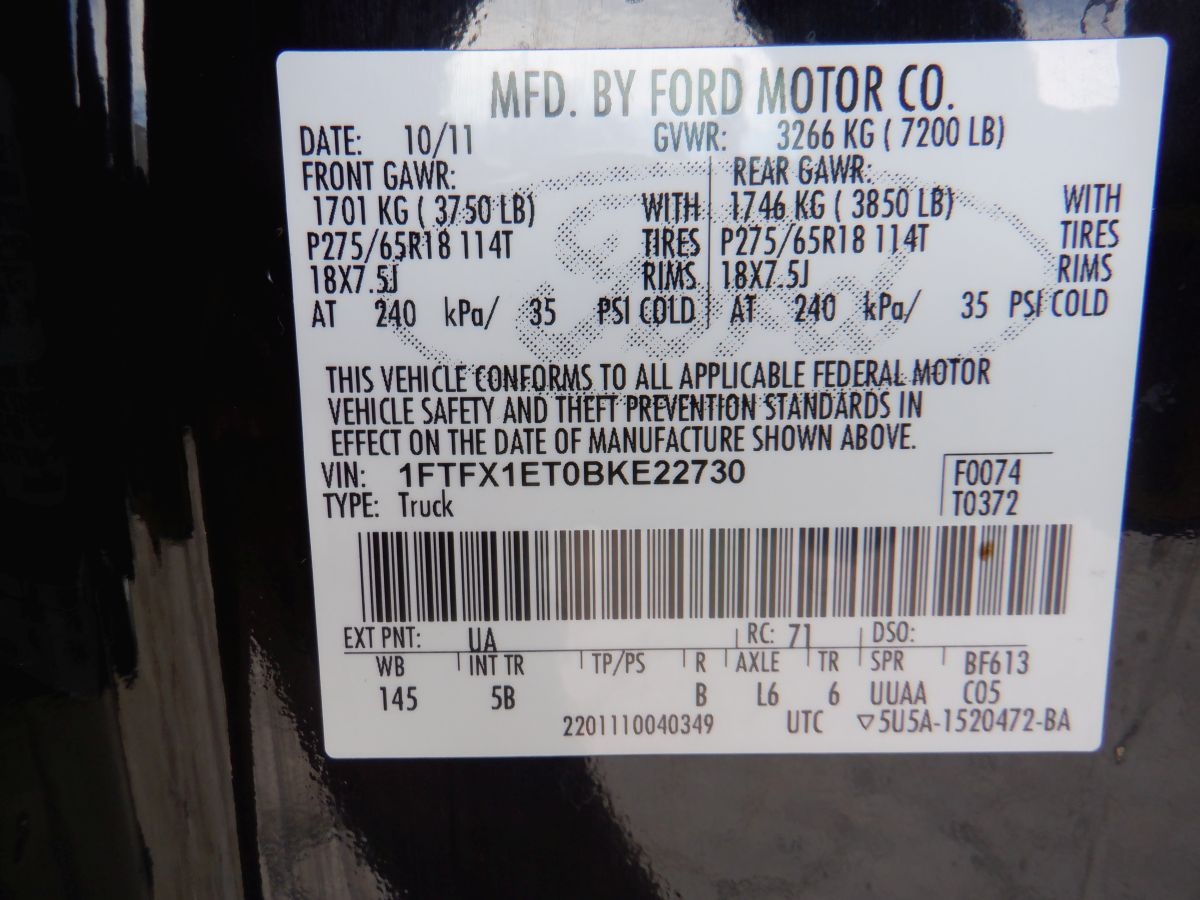 MFD. BY FORD MOTOR CO.
DATE: 10/11 GVWR: 3266 KG ( 7200 LB)
FRONT GAWR: REAR GAWR:
1701 KG ( 3750 LB) WITH 1746 KG ( 3850 LB) WITH
P275/65R18 114T TIRES P275/65R18 114T TIRES
18X7.5J RIMS 18X7.5J RIMS
AT 240 kPa/ 35 PSI COLD AT 240 kPa/ 35 PSI COLD
THIS VEHICLE CONFORMS TO ALL APPLICABLE FEDERAL MOTOR
VEHICLE SAFETY AND THEFT PREVENTION STANDARDS IN
EFFECT ON THE DATE OF MANUFACTURE SHOWN ABOVE.
VIN: 1FTFX1ET0BKE22730 F0074
TYPE: Truck T0372
EXT PNT: UA RC: 71 DSO:
WB INT TR TP/PS R AXLE TR SPR BF613
145 5B B L6 6 UUAA C05
2201110040349 UTC ▽5U5A-1520472-BA